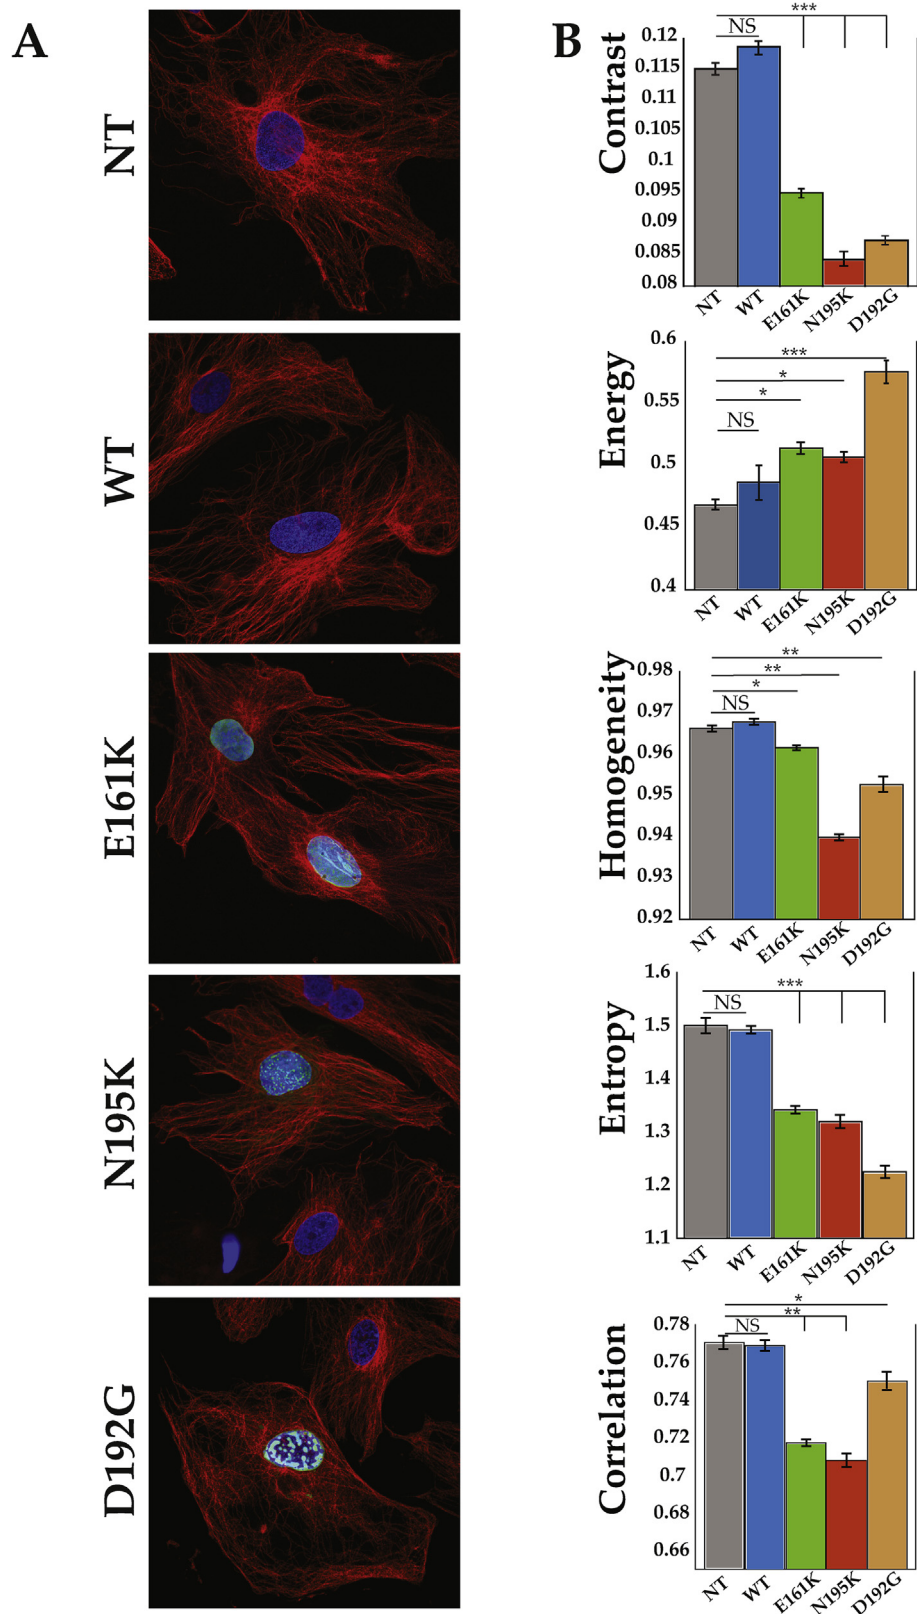 A
NT
WT
E161K
N195K
D192G
B
Contrast
***
NS
0.12
0.115
0.11
0.105
0.1
0.095
0.09
0.085
0.08
NT WT E161K N195K D192G
Energy
***
*
*
NS
0.6
0.55
0.5
0.45
0.4
NT WT E161K N195K D192G
Homogeneity
**
**
*
NS
0.98
0.97
0.96
0.95
0.94
0.93
0.92
NT WT E161K N195K D192G
Entropy
***
NS
1.6
1.5
1.4
1.3
1.2
1.1
NT WT E161K N195K D192G
Correlation
*
**
NS
0.78
0.76
0.74
0.72
0.7
0.68
0.66
NT WT E161K N195K D192G